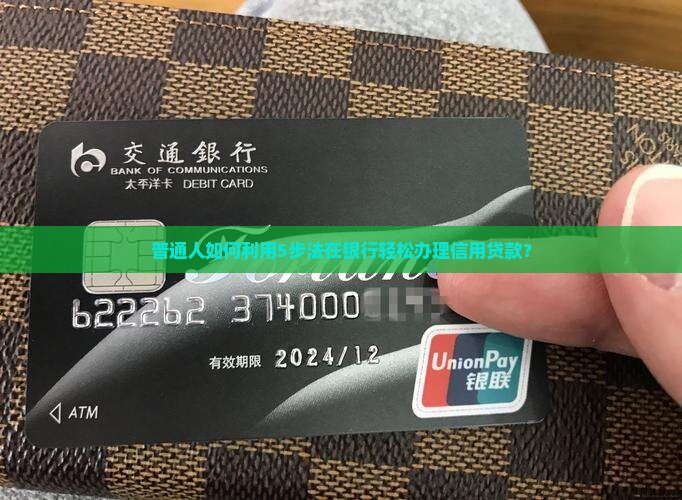 交通銀行
BANK OF COMMUNICATIONS
太平洋卡 DEBIT CARD
普通人如何利用5步法在银行轻松办理信用贷款？
622262 374000
有效期限 2024/12
UnionPay
银联
ATM